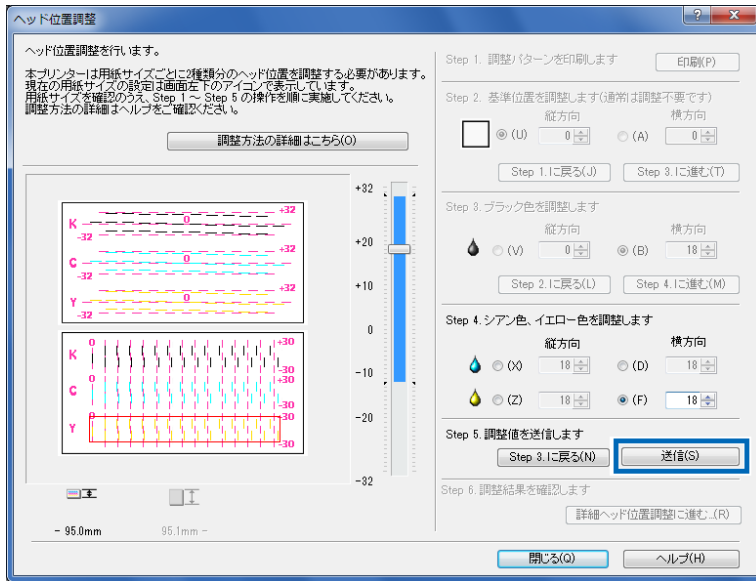 ヘッド位置調整
ヘッド位置調整を行います。
本プリンターは用紙サイズごとに2種類分のヘッド位置を調整する必要があります。
現在の用紙サイズの設定は画面左下のアイコンで表示しています。
用紙サイズを確認のうえ、Step 1 ～ Step 5 の操作を順に実施してください。
調整方法の詳細はヘルプをご確認ください。
調整方法の詳細はこちら(O)
K
-32
0
+32
C
-32
0
+32
Y
-32
0
+32
K
0
+30
-30
C
0
+30
-30
Y
0
+30
-30
+32
+20
+10
0
-10
-20
-32
- 95.0mm
95.1mm -
Step 1. 調整パターンを印刷します
印刷(P)
Step 2. 基準位置を調整します(通常は調整不要です)
縦方向 横方向
(U) 0 (A) 0
Step 1.に戻る(J) Step 3.に進む(T)
Step 3. ブラック色を調整します
縦方向 横方向
(V) 0 (B) 18
Step 2.に戻る(L) Step 4.に進む(M)
Step 4. シアン色、イエロー色を調整します
縦方向 横方向
(X) 18 (D) 18
(Z) 18 (F) 18
Step 5. 調整値を送信します
Step 3.に戻る(N) 送信(S)
Step 6. 調整結果を確認します
詳細ヘッド位置調整に進む...(R)
閉じる(Q) ヘルプ(H)